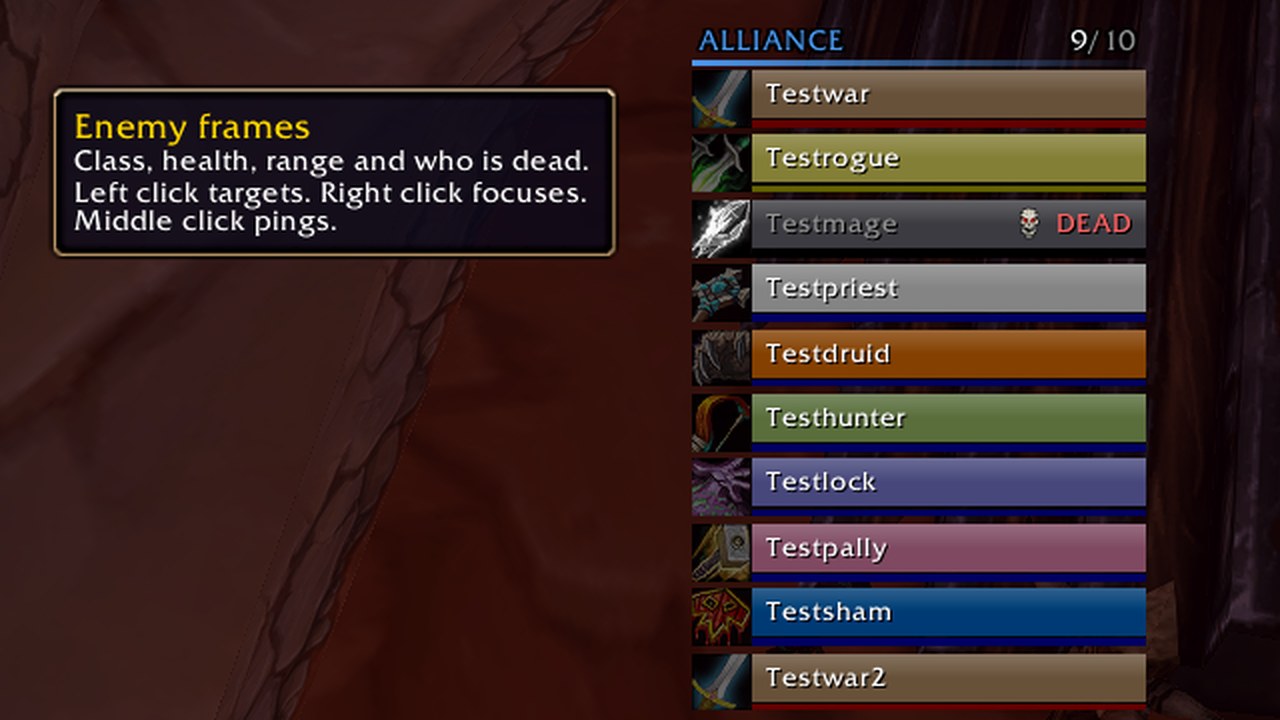 Enemy frames
Class, health, range and who is dead.
Left click targets. Right click focuses.
Middle click pings.
ALLIANCE 9/10
Testwar
Testrogue
Testmage DEAD
Testpriest
Testdruid
Testhunter
Testlock
Testpally
Testsham
Testwar2